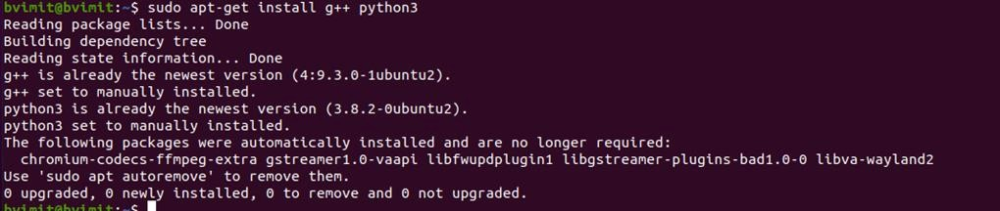 bvimit@bvimit:~$ sudo apt-get install g++ python3
Reading package lists... Done
Building dependency tree
Reading state information... Done
g++ is already the newest version (4:9.3.0-1ubuntu2).
g++ set to manually installed.
python3 is already the newest version (3.8.2-0ubuntu2).
python3 set to manually installed.
The following packages were automatically installed and are no longer required:
  chromium-codecs-ffmpeg-extra gstreamer1.0-vaapi libfwupdplugin1 libgstreamer-plugins-bad1.0-0 libva-wayland2
Use 'sudo apt autoremove' to remove them.
0 upgraded, 0 newly installed, 0 to remove and 0 not upgraded.
bvimit@bvimit:~$